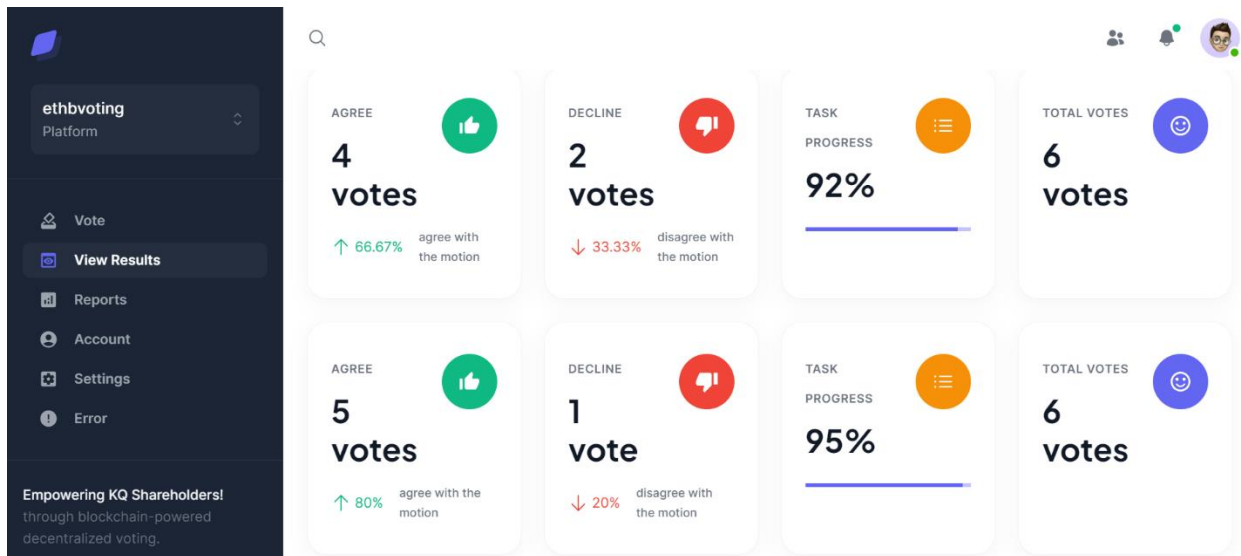 ethbvoting
Platform
Vote
View Results
Reports
Account
Settings
Error
Empowering KQ Shareholders!
through blockchain-powered
decentralized voting.
AGREE
4
votes
66.67%
agree with
the motion
DECLINE
2
votes
33.33%
disagree with
the motion
TASK
PROGRESS
92%
TOTAL VOTES
6
votes
AGREE
5
votes
80%
agree with the
motion
DECLINE
1
vote
20%
disagree with
the motion
TASK
PROGRESS
95%
TOTAL VOTES
6
votes